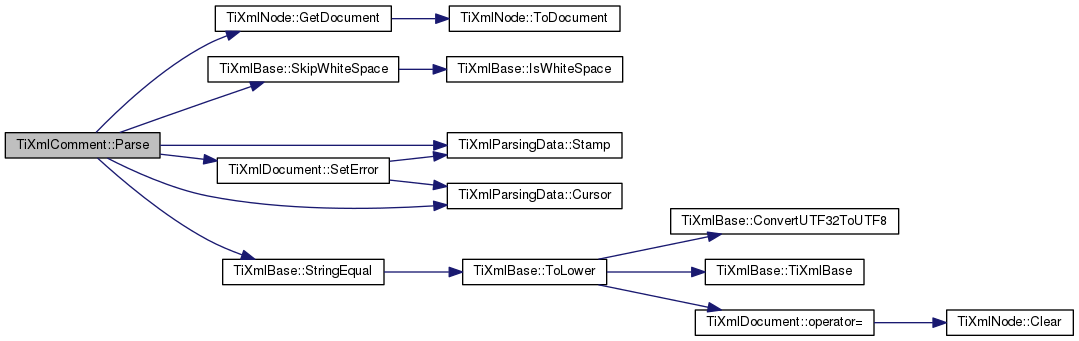 TiXmlNode::GetDocument
TiXmlNode::ToDocument
TiXmlBase::SkipWhiteSpace
TiXmlBase::IsWhiteSpace
TiXmlComment::Parse
TiXmlParsingData::Stamp
TiXmlDocument::SetError
TiXmlParsingData::Cursor
TiXmlBase::ConvertUTF32ToUTF8
TiXmlBase::StringEqual
TiXmlBase::ToLower
TiXmlBase::TiXmlBase
TiXmlDocument::operator=
TiXmlNode::Clear